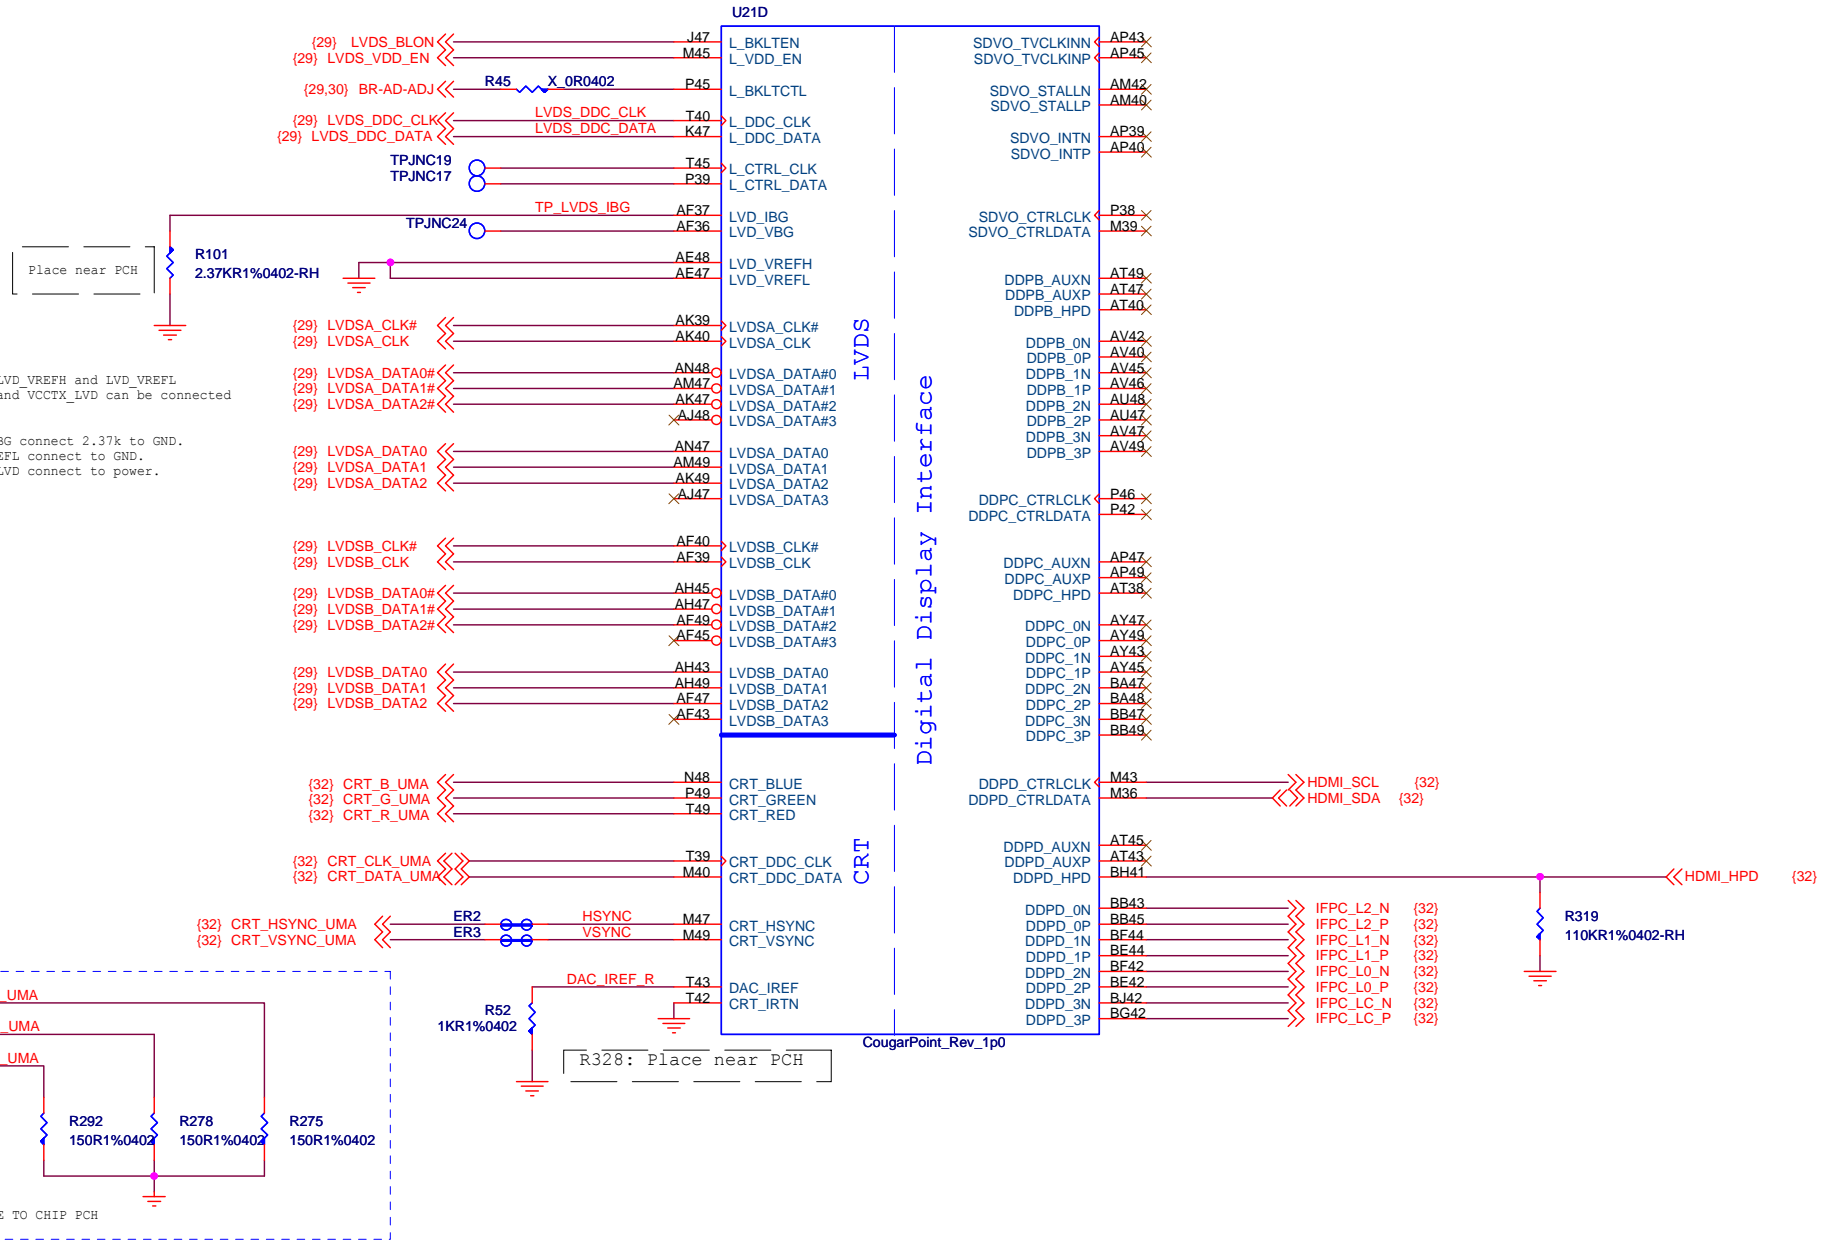 U21D
{29} LVDS_BLON J47 L_BKLTEN
{29} LVDS_VDD_EN M45 L_VDD_EN
{29,30} BR-AD-ADJ R45 X_0R0402 P45 L_BKLTCTL
{29} LVDS_DDC_CLK LVDS_DDC_CLK T40 L_DDC_CLK
{29} LVDS_DDC_DATA LVDS_DDC_DATA K47 L_DDC_DATA
TPJNC19 T45 L_CTRL_CLK
TPJNC17 P39 L_CTRL_DATA
TP_LVDS_IBG AF37 LVD_IBG
TPJNC24 AF36 LVD_VBG
R101
2.37KR1%0402-RH
Place near PCH
AE48 LVD_VREFH
AE47 LVD_VREFL
{29} LVDSA_CLK# AK39 LVDSA_CLK#
{29} LVDSA_CLK AK40 LVDSA_CLK
LVD_VREFH and LVD_VREFL
and VCCTX_LVD can be connected
{29} LVDSA_DATA0# AN48 LVDSA_DATA#0
{29} LVDSA_DATA1# AM47 LVDSA_DATA#1
{29} LVDSA_DATA2# AK47 LVDSA_DATA#2
AJ48 LVDSA_DATA#3
BG connect 2.37k to GND.
EFL connect to GND.
LVD connect to power.
{29} LVDSA_DATA0 AN47 LVDSA_DATA0
{29} LVDSA_DATA1 AM49 LVDSA_DATA1
{29} LVDSA_DATA2 AK49 LVDSA_DATA2
AJ47 LVDSA_DATA3
{29} LVDSB_CLK# AF40 LVDSB_CLK#
{29} LVDSB_CLK AF39 LVDSB_CLK
{29} LVDSB_DATA0# AH45 LVDSB_DATA#0
{29} LVDSB_DATA1# AH47 LVDSB_DATA#1
{29} LVDSB_DATA2# AF49 LVDSB_DATA#2
AF45 LVDSB_DATA#3
{29} LVDSB_DATA0 AH43 LVDSB_DATA0
{29} LVDSB_DATA1 AH49 LVDSB_DATA1
{29} LVDSB_DATA2 AF47 LVDSB_DATA2
AF43 LVDSB_DATA3
LVDS
{32} CRT_B_UMA N48 CRT_BLUE
{32} CRT_G_UMA P49 CRT_GREEN
{32} CRT_R_UMA T49 CRT_RED
{32} CRT_CLK_UMA T39 CRT_DDC_CLK
{32} CRT_DATA_UMA M40 CRT_DDC_DATA
{32} CRT_HSYNC_UMA ER2 HSYNC M47 CRT_HSYNC
{32} CRT_VSYNC_UMA ER3 VSYNC M49 CRT_VSYNC
DAC_IREF_R T43 DAC_IREF
T42 CRT_IRTN
CRT
R52
1KR1%0402
R328: Place near PCH
Digital Display Interface
SDVO_TVCLKINN AP43
SDVO_TVCLKINP AP45
SDVO_STALLN AM42
SDVO_STALLP AM40
SDVO_INTN AP39
SDVO_INTP AP40
SDVO_CTRLCLK P38
SDVO_CTRLDATA M39
DDPB_AUXN AT49
DDPB_AUXP AT47
DDPB_HPD AT40
DDPB_0N AV42
DDPB_0P AV40
DDPB_1N AV45
DDPB_1P AV46
DDPB_2N AU48
DDPB_2P AU47
DDPB_3N AV47
DDPB_3P AV49
DDPC_CTRLCLK P46
DDPC_CTRLDATA P42
DDPC_AUXN AP47
DDPC_AUXP AP49
DDPC_HPD AT38
DDPC_0N AY47
DDPC_0P AY49
DDPC_1N AY43
DDPC_1P AY45
DDPC_2N BA47
DDPC_2P BA48
DDPC_3N BB47
DDPC_3P BB49
DDPD_CTRLCLK M43 HDMI_SCL {32}
DDPD_CTRLDATA M36 HDMI_SDA {32}
DDPD_AUXN AT45
DDPD_AUXP AT43
DDPD_HPD BH41 HDMI_HPD {32}
DDPD_0N BB43 IFPC_L2_N {32}
DDPD_0P BB45 IFPC_L2_P {32}
DDPD_1N BF44 IFPC_L1_N {32}
DDPD_1P BE44 IFPC_L1_P {32}
DDPD_2N BF42 IFPC_L0_N {32}
DDPD_2P BE42 IFPC_L0_P {32}
DDPD_3N BJ42 IFPC_LC_N {32}
DDPD_3P BG42 IFPC_LC_P {32}
R319
110KR1%0402-RH
CougarPoint_Rev_1p0
_UMA
_UMA
_UMA
R292
150R1%0402
R278
150R1%0402
R275
150R1%0402
E TO CHIP PCH